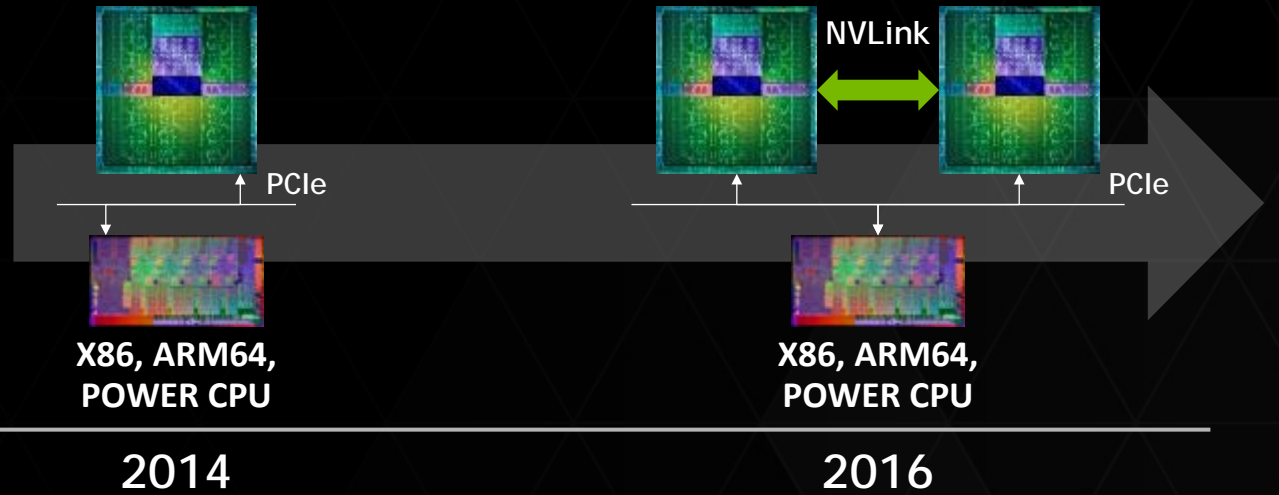 NVLink
PCIe
PCIe
X86, ARM64,
POWER CPU
X86, ARM64,
POWER CPU
2014
2016